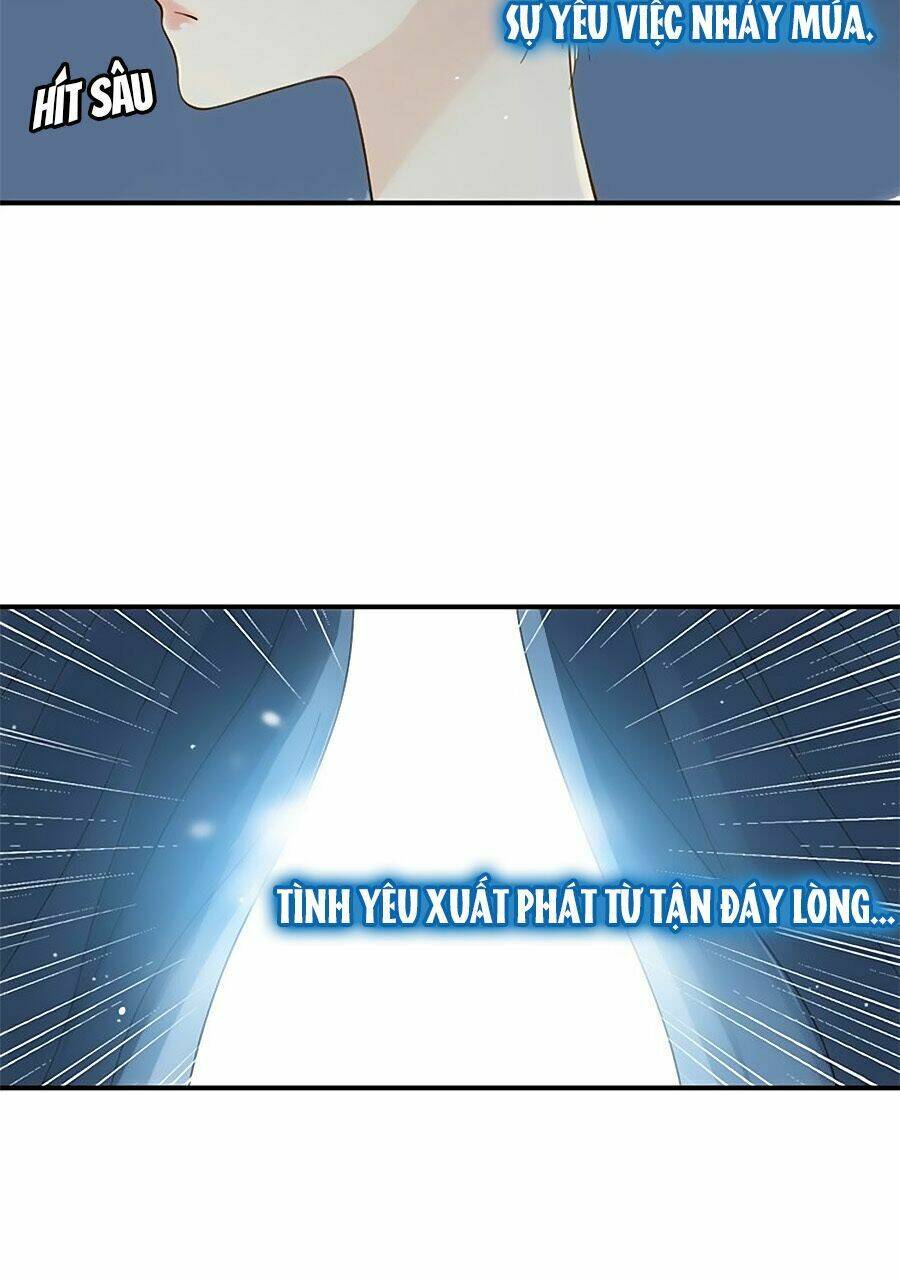 SỰ YÊU VIỆC NHẢY MÚA.
HÍT SÂU
TÌNH YÊU XUẤT PHÁT TỪ TẬN ĐÁY LÒNG...